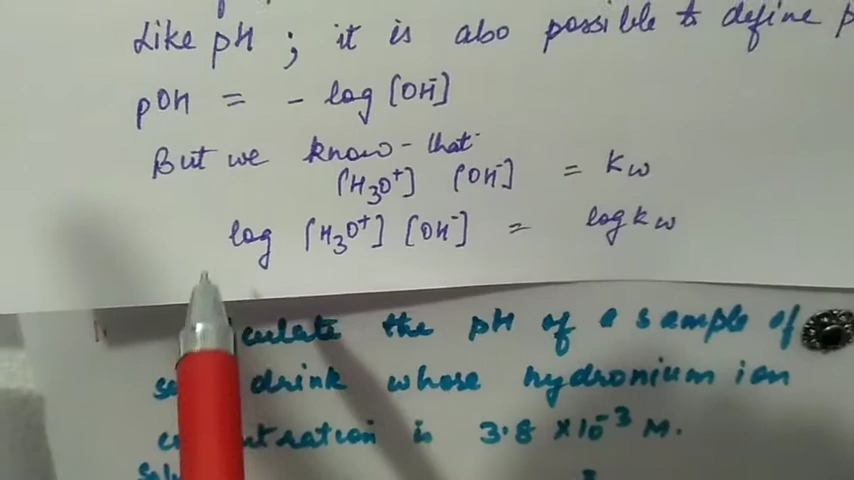 Like pH ; it is also possible to define
pOH = - log [OH⁻]
But we know that
[H₃O⁺] [OH⁻] = Kw
log [H₃O⁺] [OH⁻] = log Kw
the pH of a sample of
drink whose hydronium ion
is 3.8 × 10⁻³ M.